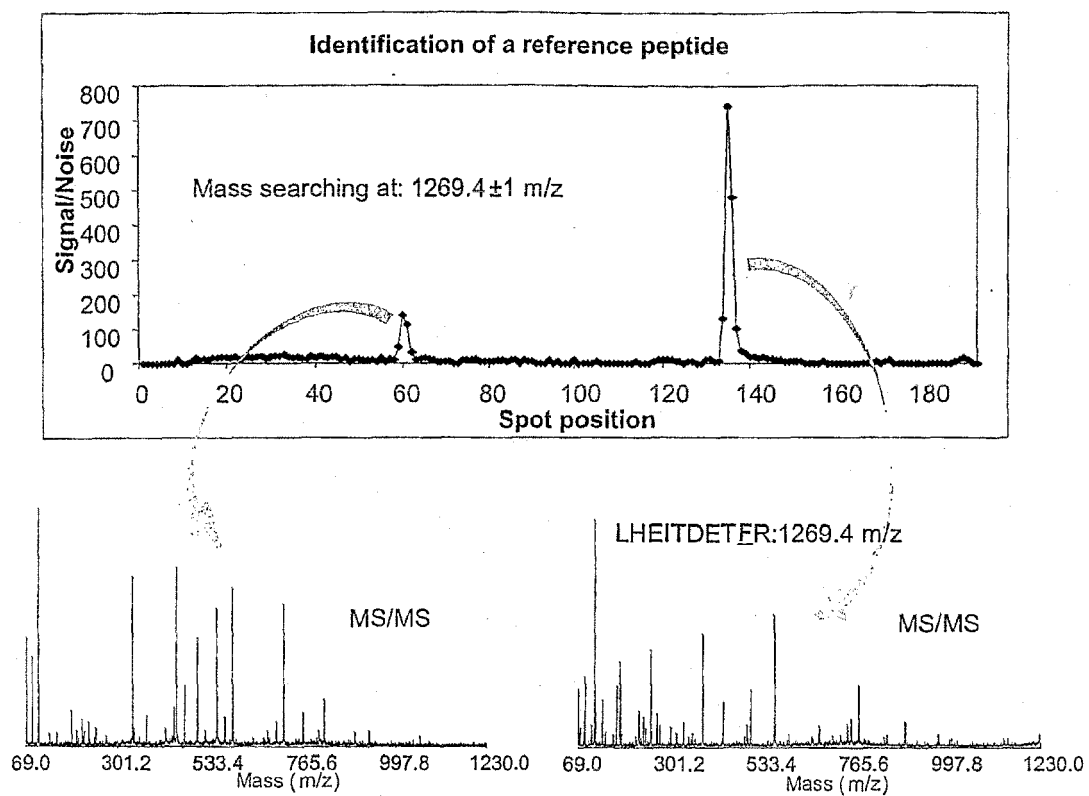 Identification of a reference peptide
800
700
600
500
400
300
200
100
0
Signal/Noise
Mass searching at: 1269.4±1 m/z
0 20 40 60 80 100 120 140 160 180
Spot position
LHEITDETFR:1269.4 m/z
MS/MS
MS/MS
69.0 301.2 533.4 765.6 997.8 1230.0
Mass (m/z)
69.0 301.2 533.4 765.6 997.8 1230.0
Mass (m/z)